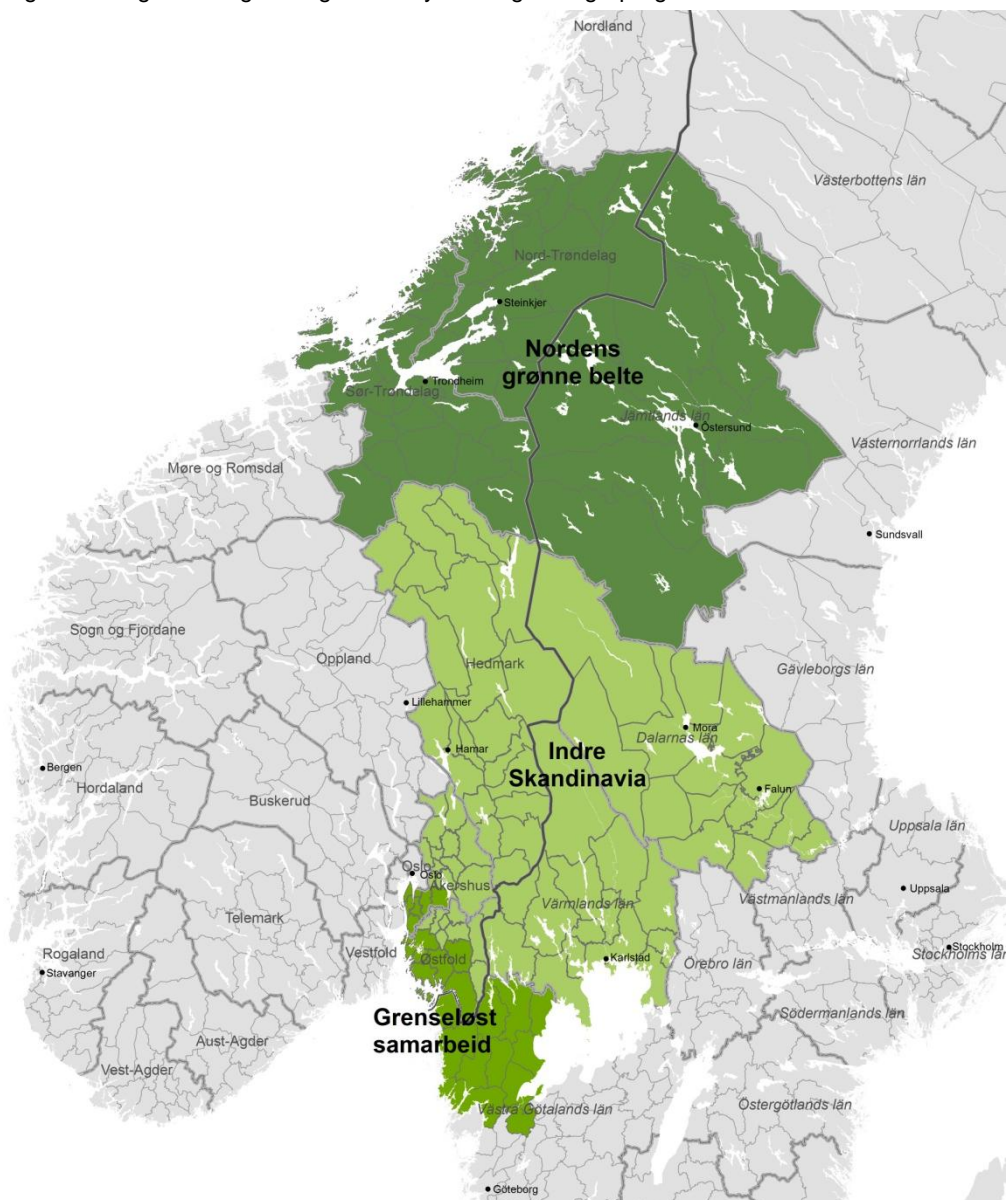 Nordland
Västerbottens län
Nord-Trøndelag
Steinkjer
Nordens
grønne belte
Trondheim
Sør-Trøndelag
Jämtlands län
Östersund
Västernorrlands län
Møre og Romsdal
Sundsvall
Sogn og Fjordane
Oppland
Hedmark
Gävleborgs län
Lillehammer
Mora
Dalarnas län
Hamar
Indre
Skandinavia
Bergen
Hordaland
Falun
Buskerud
Uppsala län
Oslo
Oslo
Akershus
Uppsala
Västmanlands län
Värmlands län
Telemark
Vestfold
Østfold
Rogaland
Stavanger
Karlstad
Stockholm
Stockholms län
Örebro län
Grenseløst
samarbeid
Södermanlands län
Aust-Agder
Vest-Agder
Västra Götalands län
Östergötlands län
Göteborg